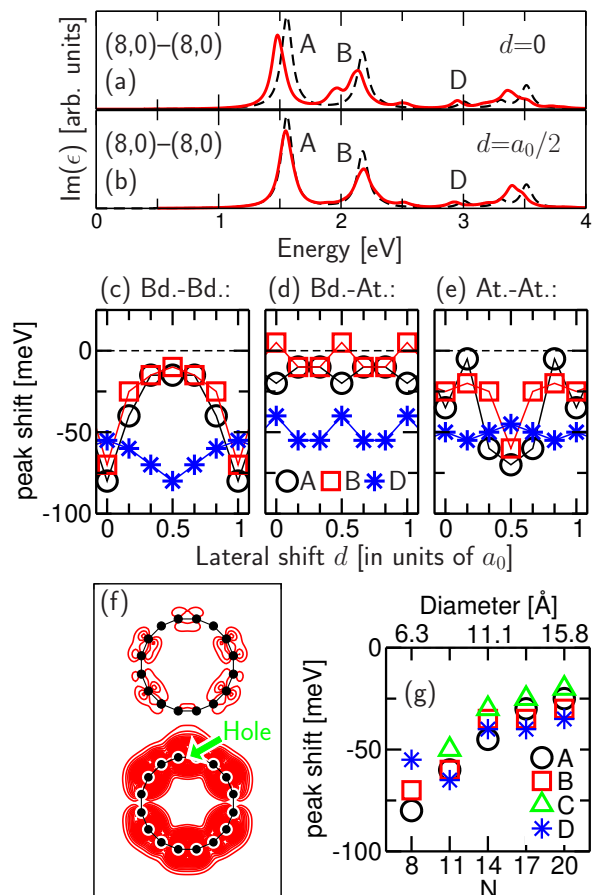 (8,0)–(8,0) A B D d=0
(a)
(8,0)–(8,0) A B D d=a₀/2
(b)
Im(ϵ) [arb. units]
0 1 2 3 4
Energy [eV]
(c) Bd.-Bd.: (d) Bd.-At.: (e) At.-At.:
0
-50
-100
peak shift [meV]
A B D
0 0.5 1 0 0.5 1 0 0.5 1
Lateral shift d [in units of a₀]
(f)
Hole
Diameter [Å]
6.3 11.1 15.8
0
-50
-100
peak shift [meV]
(g)
A
B
C
D
8 11 14 17 20
N